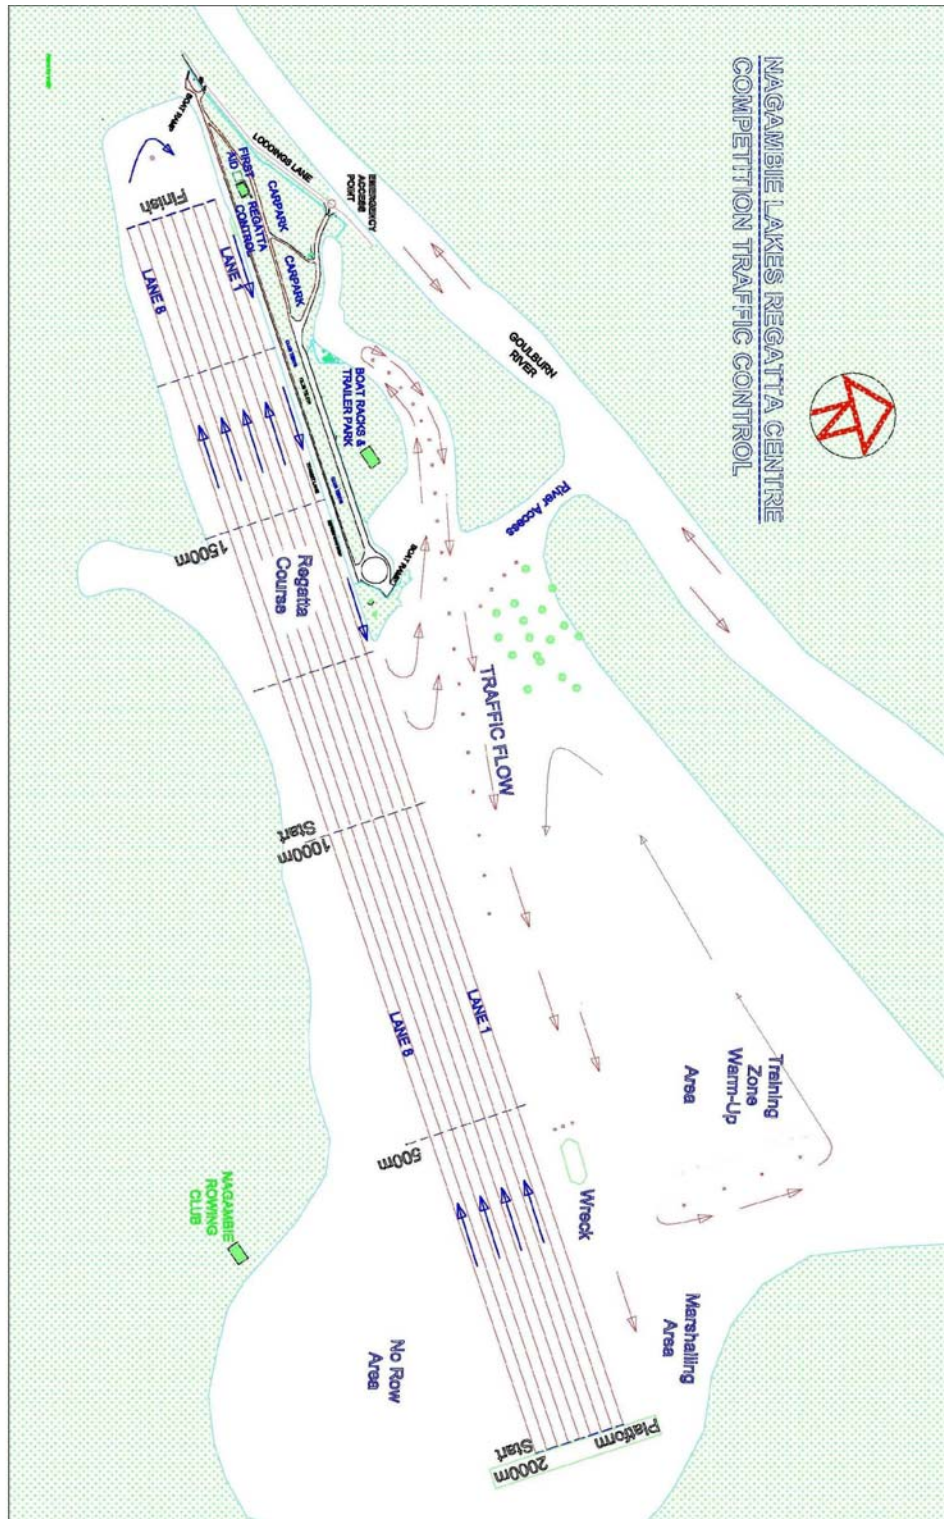 NAGAMBIE LAKES REGATTA CENTRE
COMPETITION TRAFFIC CONTROL
N
GOULBURN
RIVER
LODDINGS LANE
EMERGENCY
ACCESS
POINT
BOAT RAMP
FIRST
AID
REGATTA
CONTROL
CARPARK
CARPARK
BOAT RACKS &
TRAILER PARK
BOAT RAMP
River Access
Finish
LANE 1
LANE 8
1500m
Regatta
Course
TRAFFIC FLOW
Start
1000m
LANE 1
LANE 8
500m
Training
Zone
Warm-Up
Area
Wreck
Marshalling
Area
NAGAMBIE
ROWING
CLUB
No Row
Area
Platform
Start
2000m